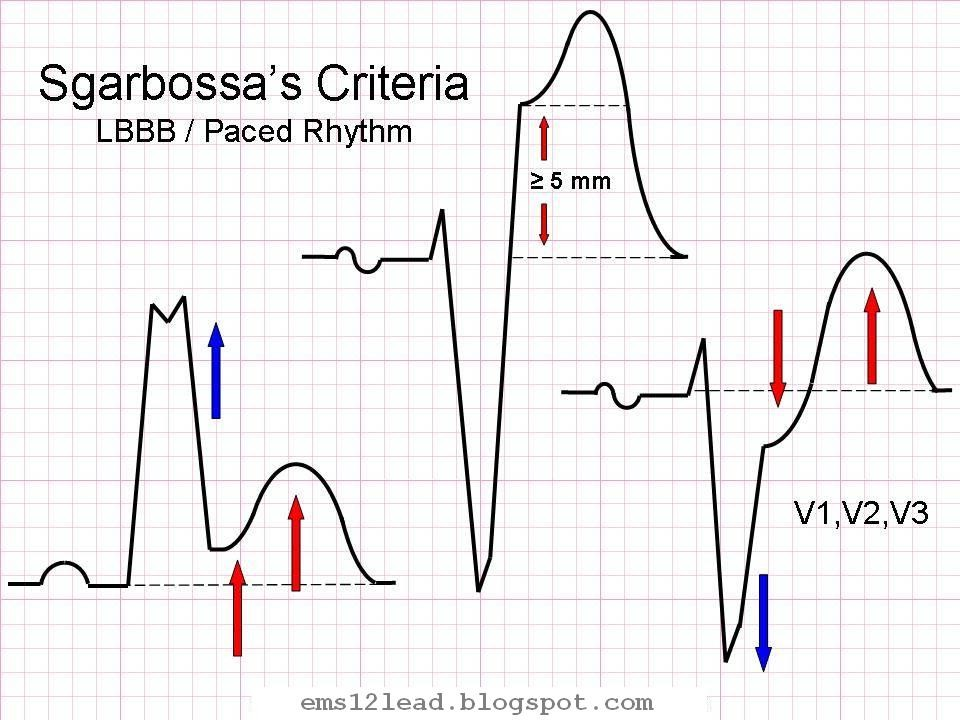 Sgarbossa's Criteria
LBBB / Paced Rhythm
≥ 5 mm
V1,V2,V3
ems12lead.blogspot.com